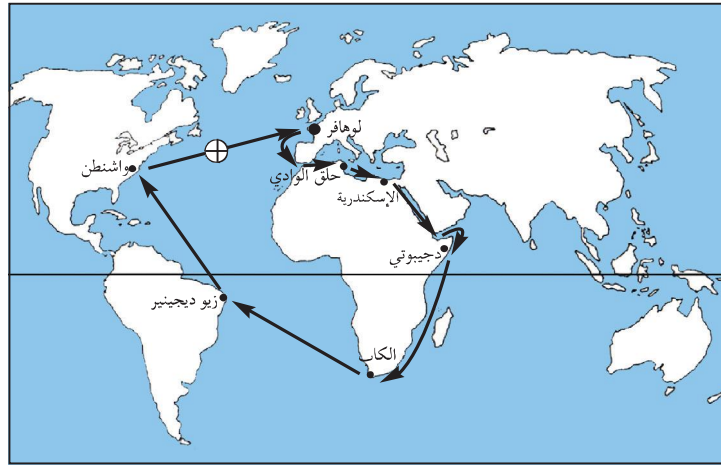 لوهافر
واشنطن
حلق الوادي
الإسكندرية
دجيبوتي
زيو ديجينير
الكاب